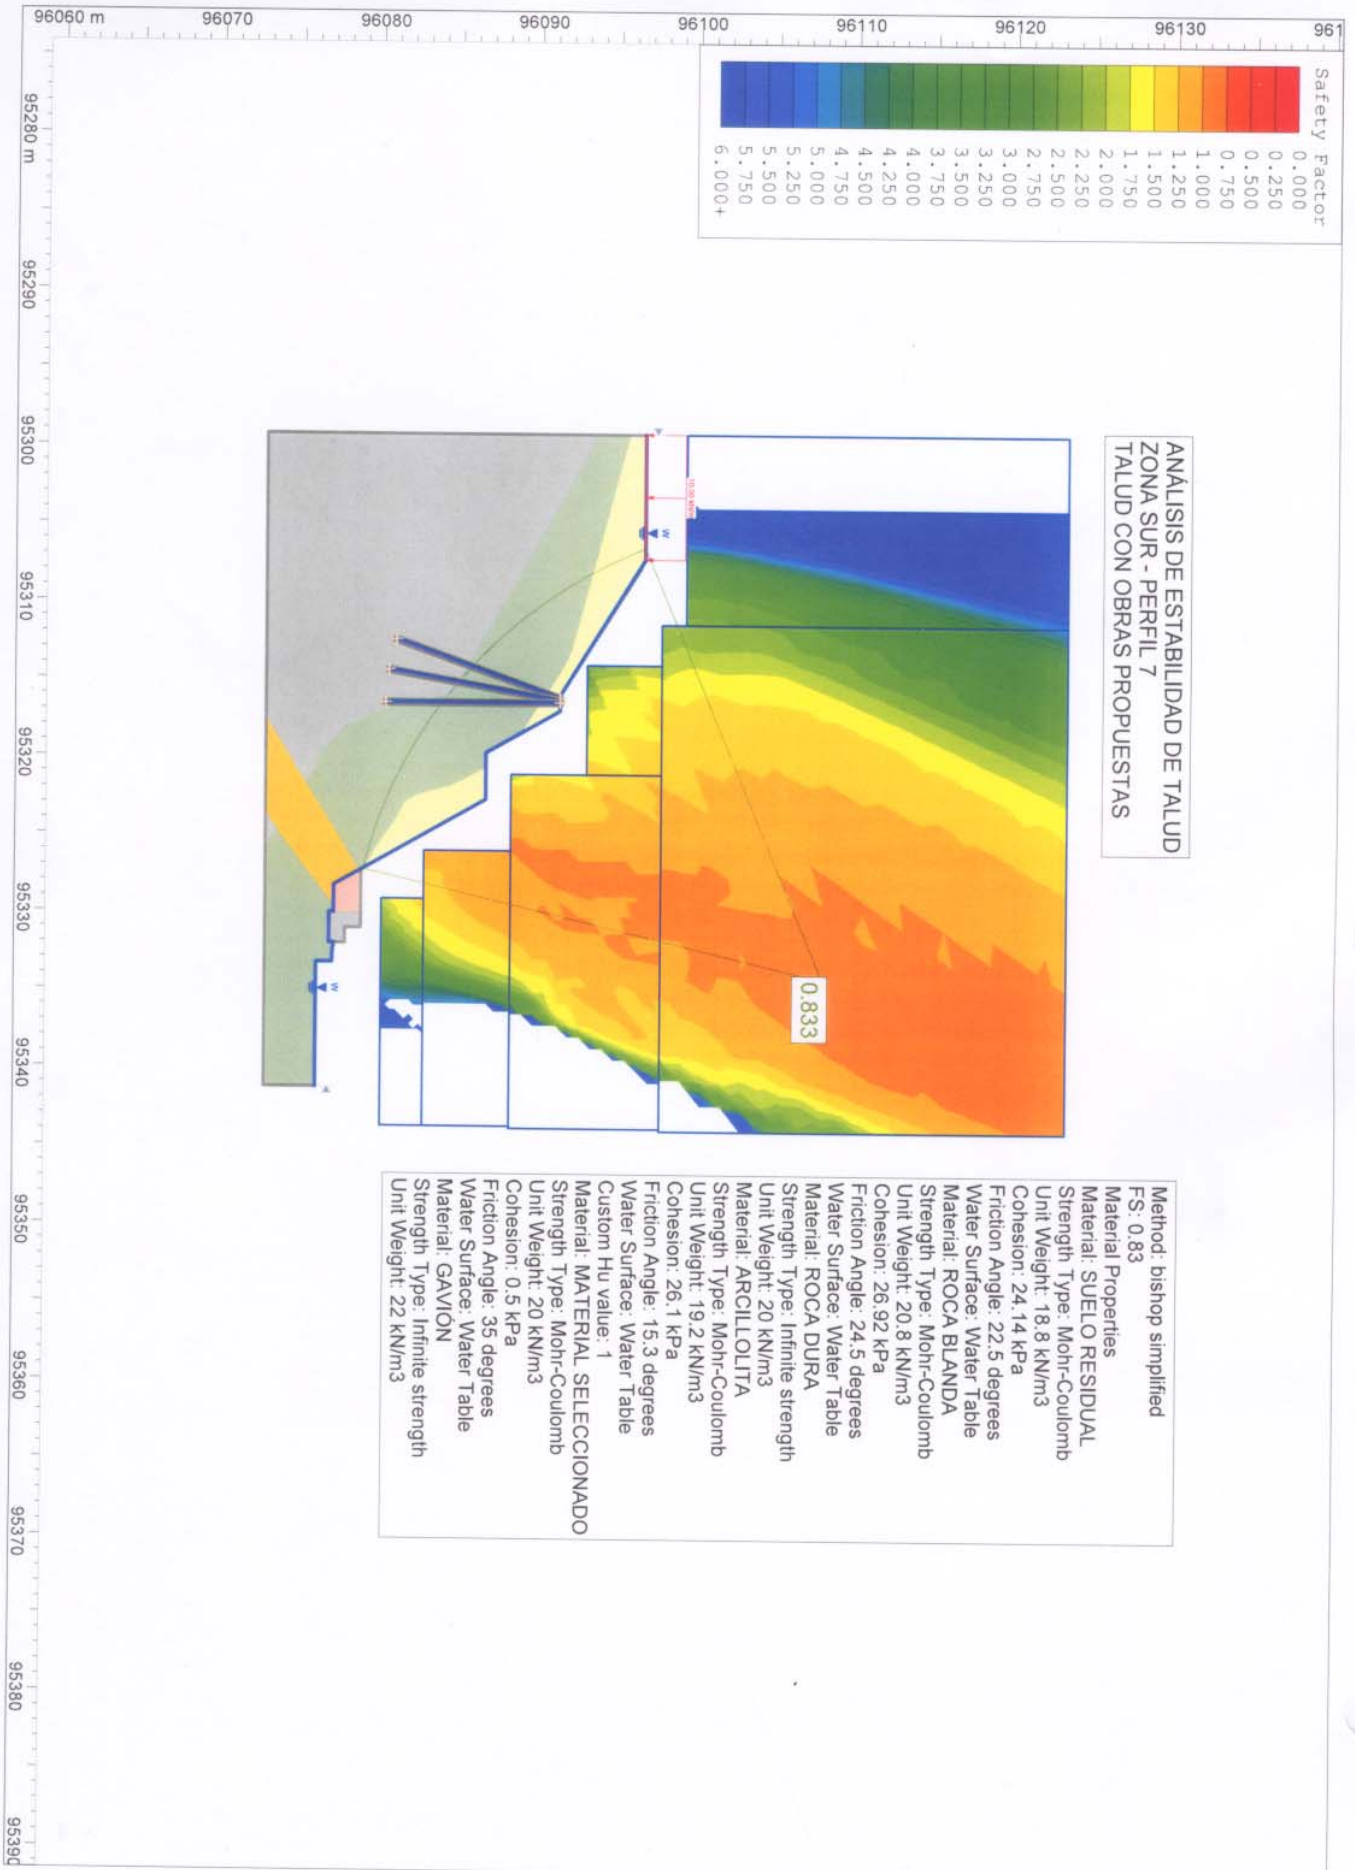 Safety Factor
0.000
0.250
0.500
0.750
1.000
1.250
1.500
1.750
2.000
2.250
2.500
2.750
3.000
3.250
3.500
3.750
4.000
4.250
4.500
4.750
5.000
5.250
5.500
5.750
6.000+
ANÁLISIS DE ESTABILIDAD DE TALUD
ZONA SUR - PERFIL 7
TALUD CON OBRAS PROPUESTAS
0.833
W
W
Method: bishop simplified
FS: 0.83
Material Properties
Material: SUELO RESIDUAL
Strength Type: Mohr-Coulomb
Unit Weight: 18.8 kN/m3
Cohesion: 24.14 kPa
Friction Angle: 22.5 degrees
Water Surface: Water Table
Material: ROCA BLANDA
Strength Type: Mohr-Coulomb
Unit Weight: 20.8 kN/m3
Cohesion: 26.92 kPa
Friction Angle: 24.5 degrees
Water Surface: Water Table
Material: ROCA DURA
Strength Type: Infinite strength
Unit Weight: 20 kN/m3
Material: ARCILLOLITA
Strength Type: Mohr-Coulomb
Unit Weight: 19.2 kN/m3
Cohesion: 26.1 kPa
Friction Angle: 15.3 degrees
Water Surface: Water Table
Custom Hu value: 1
Material: MATERIAL SELECCIONADO
Strength Type: Mohr-Coulomb
Unit Weight: 20 kN/m3
Cohesion: 0.5 kPa
Friction Angle: 35 degrees
Water Surface: Water Table
Material: GAVIÓN
Strength Type: Infinite strength
Unit Weight: 22 kN/m3
96130
96120
96110
96100
96090
96080
96070
96060 m
95280 m
95290
95300
95310
95320
95330
95340
95350
95360
95370
95380
95390